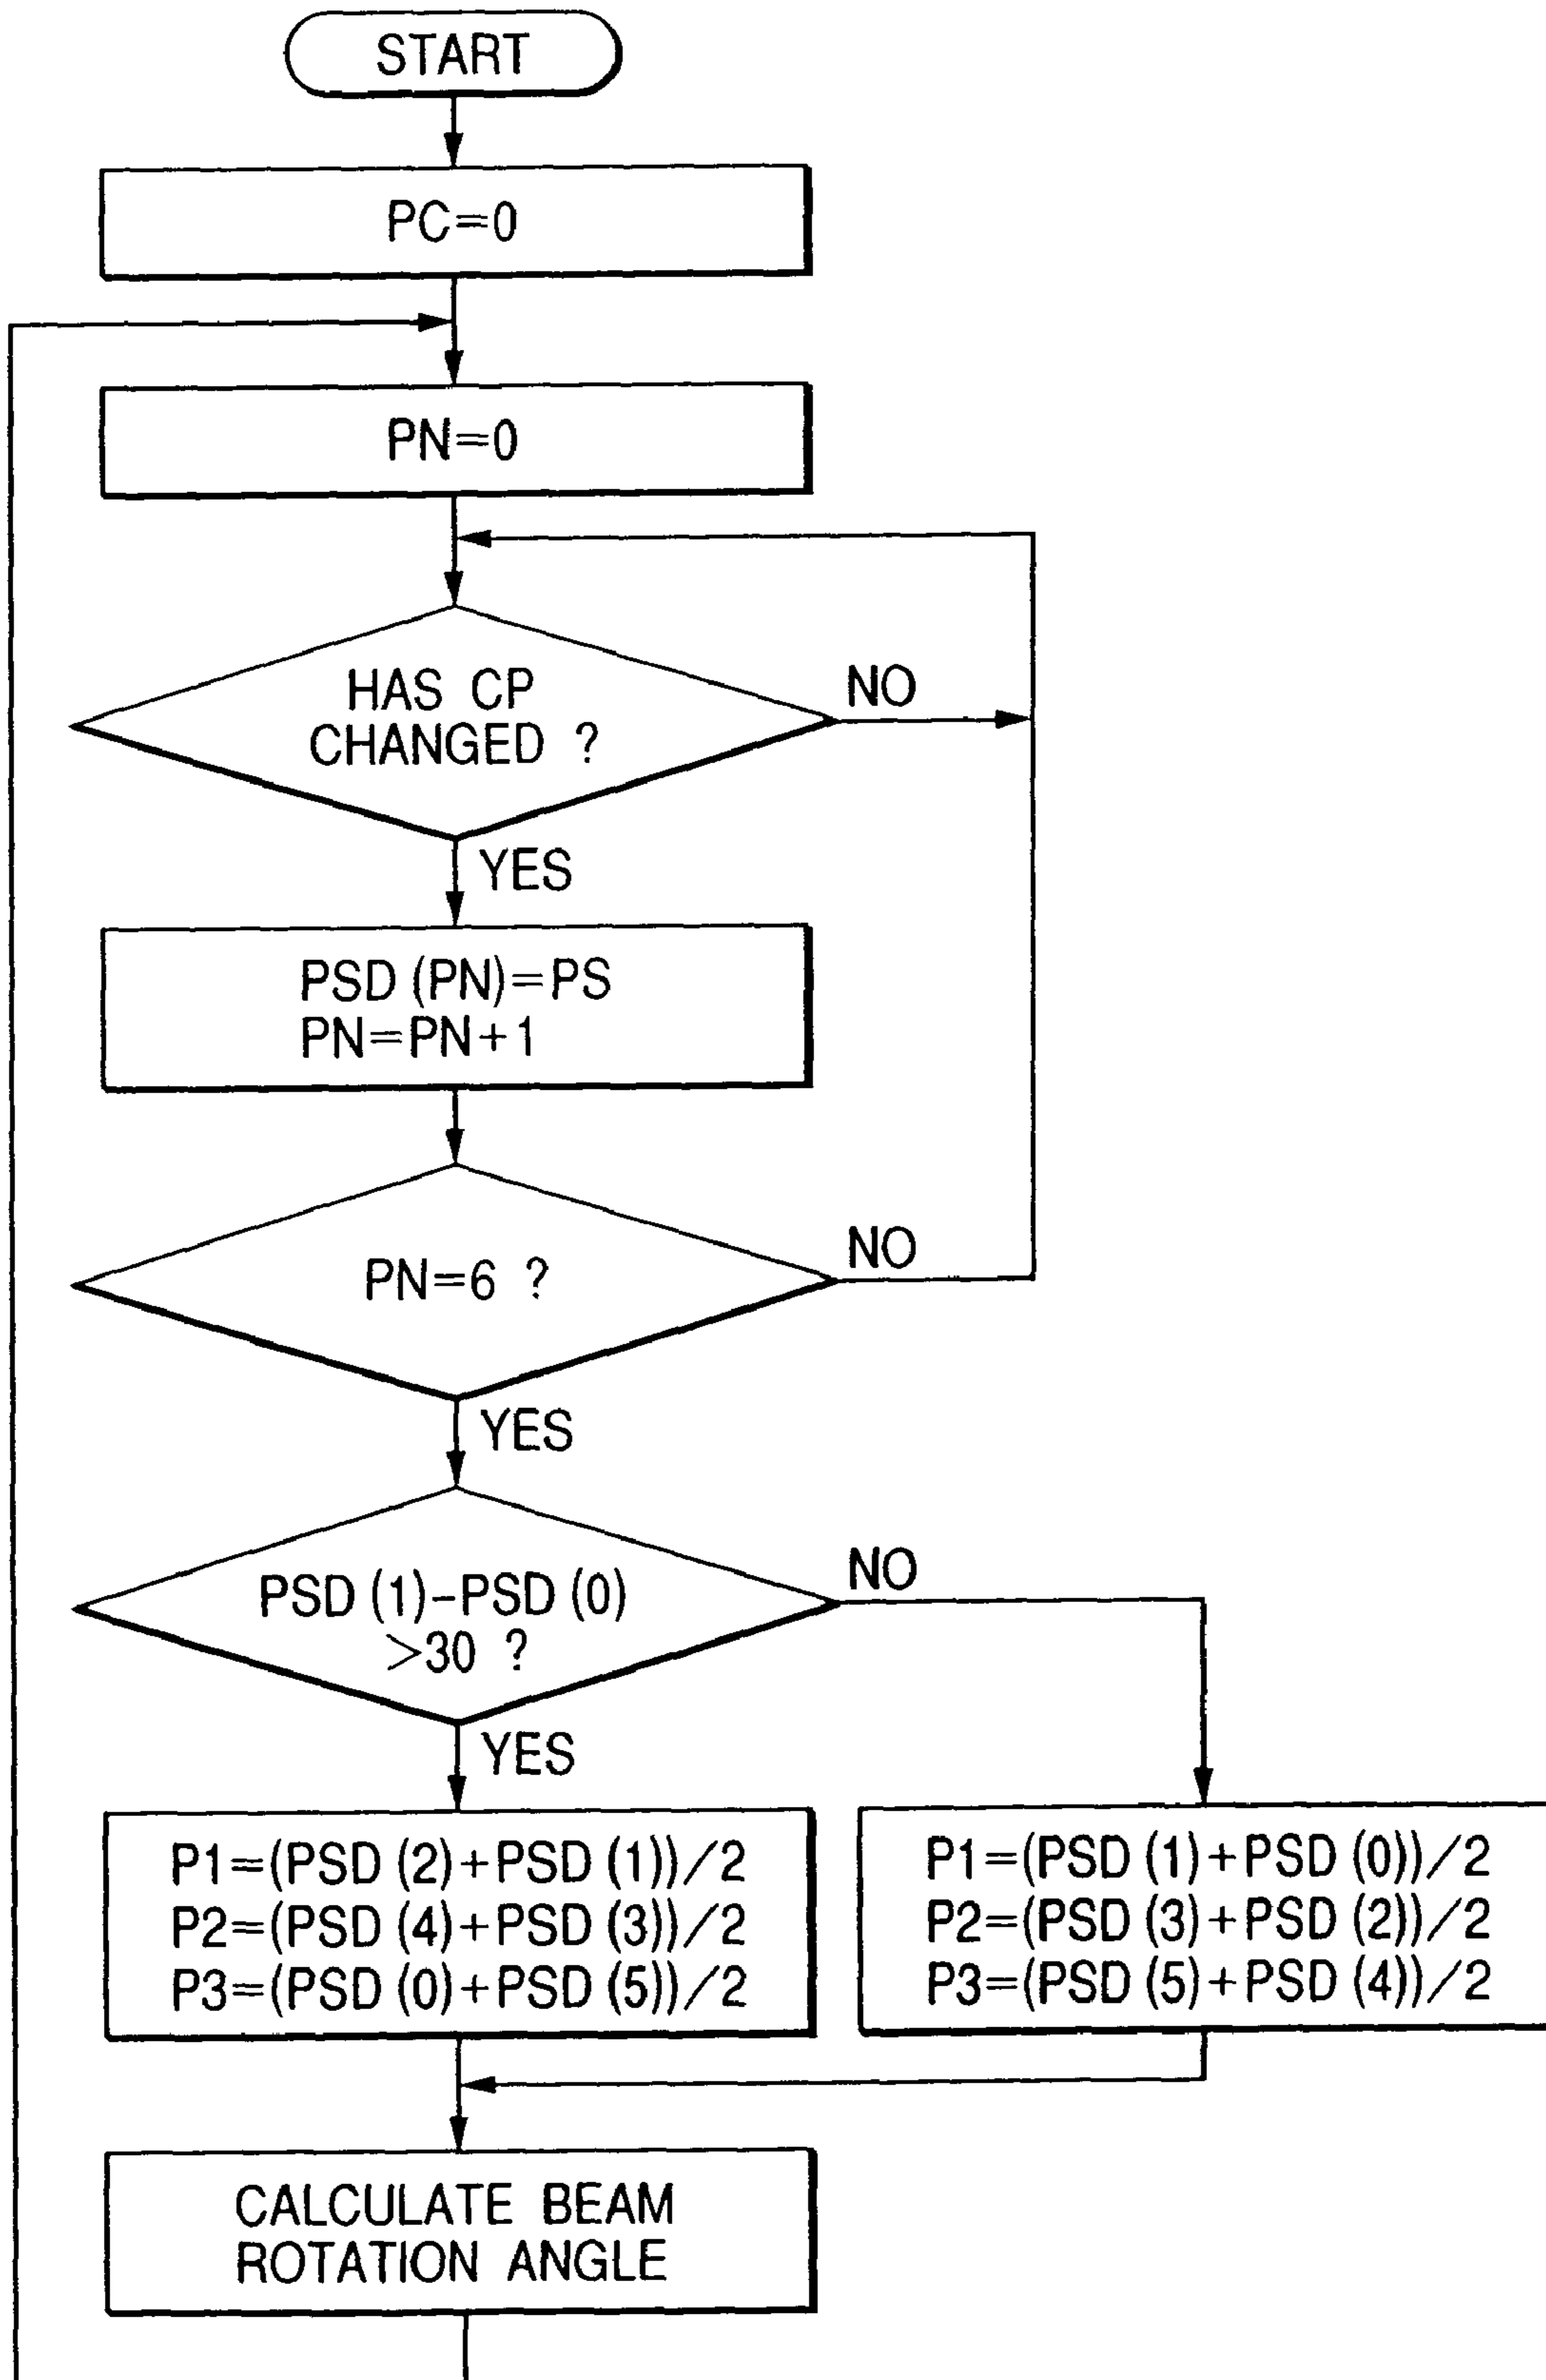 START
PC=0
PN=0
HAS CP
CHANGED ?
NO
YES
PSD (PN)=PS
PN=PN+1
PN=6 ?
NO
YES
PSD (1)-PSD (0)
>30 ?
NO
YES
P1=(PSD (2)+PSD (1))/2
P2=(PSD (4)+PSD (3))/2
P3=(PSD (0)+PSD (5))/2
P1=(PSD (1)+PSD (0))/2
P2=(PSD (3)+PSD (2))/2
P3=(PSD (5)+PSD (4))/2
CALCULATE BEAM
ROTATION ANGLE